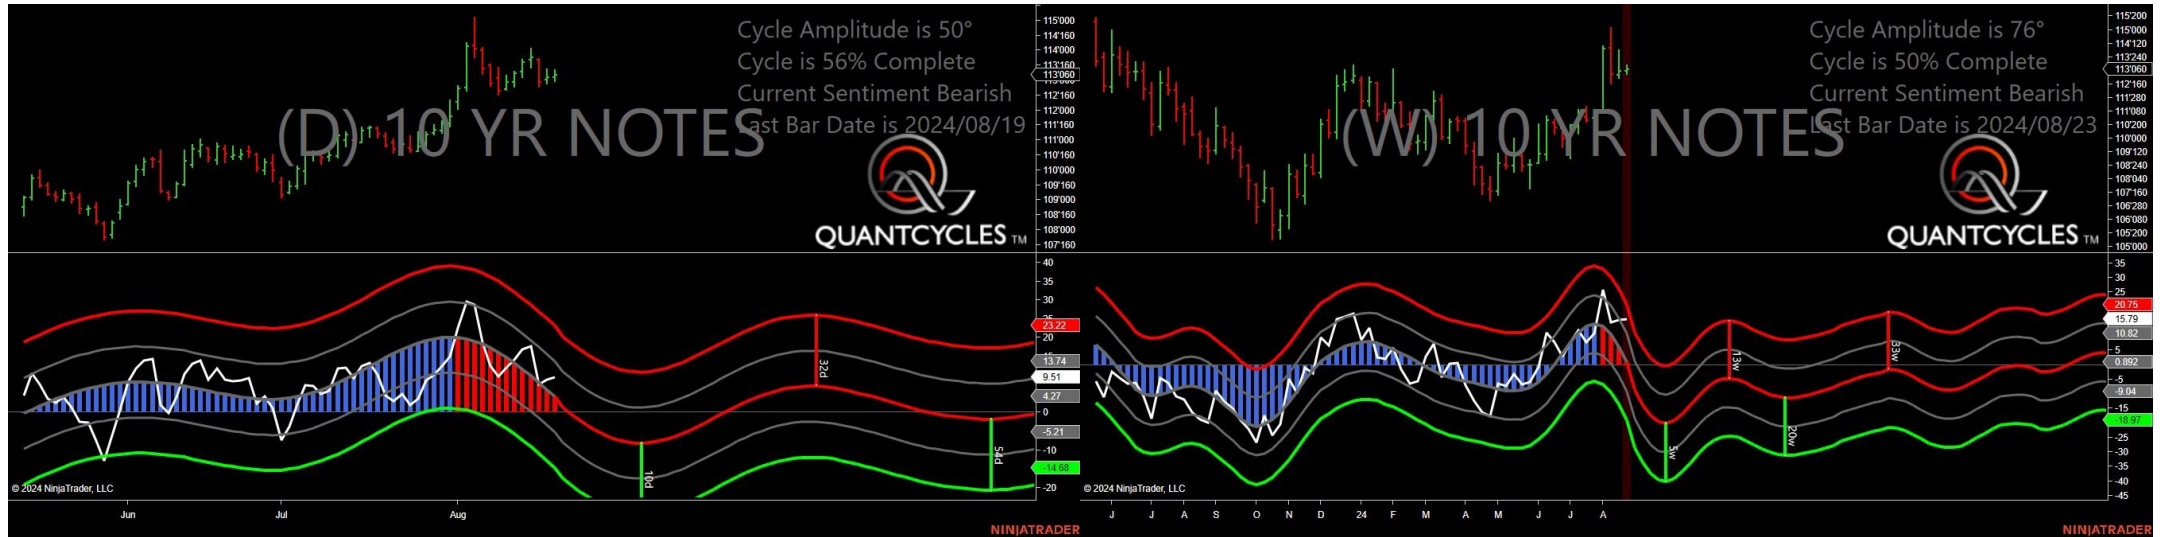 Cycle Amplitude is 50°
Cycle is 56% Complete
Current Sentiment Bearish
Last Bar Date is 2024/08/19
(D) 10 YR NOTES
QUANTCYCLES TM
115'000
114'160
114'000
113'160
113'060
112'160
112'000
111'160
111'000
110'160
110'000
109'160
109'000
108'160
108'000
107'160
40
35
30
25
23.22
20
13.74
9.51
4.27
0
-5.21
-10
-14.68
-20
32d
10d
54d
© 2024 NinjaTrader, LLC
Jun
Jul
Aug
NINJATRADER
Cycle Amplitude is 76°
Cycle is 50% Complete
Current Sentiment Bearish
Last Bar Date is 2024/08/23
(W) 10 YR NOTES
QUANTCYCLES TM
115'200
115'000
114'120
113'240
113'060
112'160
111'280
111'080
110'200
110'000
109'120
108'240
108'040
107'160
106'280
106'080
105'200
105'000
35
30
25
20.75
15.79
10.82
5
0.892
-5
-9.04
-15
-18.97
-25
-30
-35
-40
-45
13w
33w
5w
20w
© 2024 NinjaTrader, LLC
J J A S O N D 24 F M A M J J A
NINJATRADER